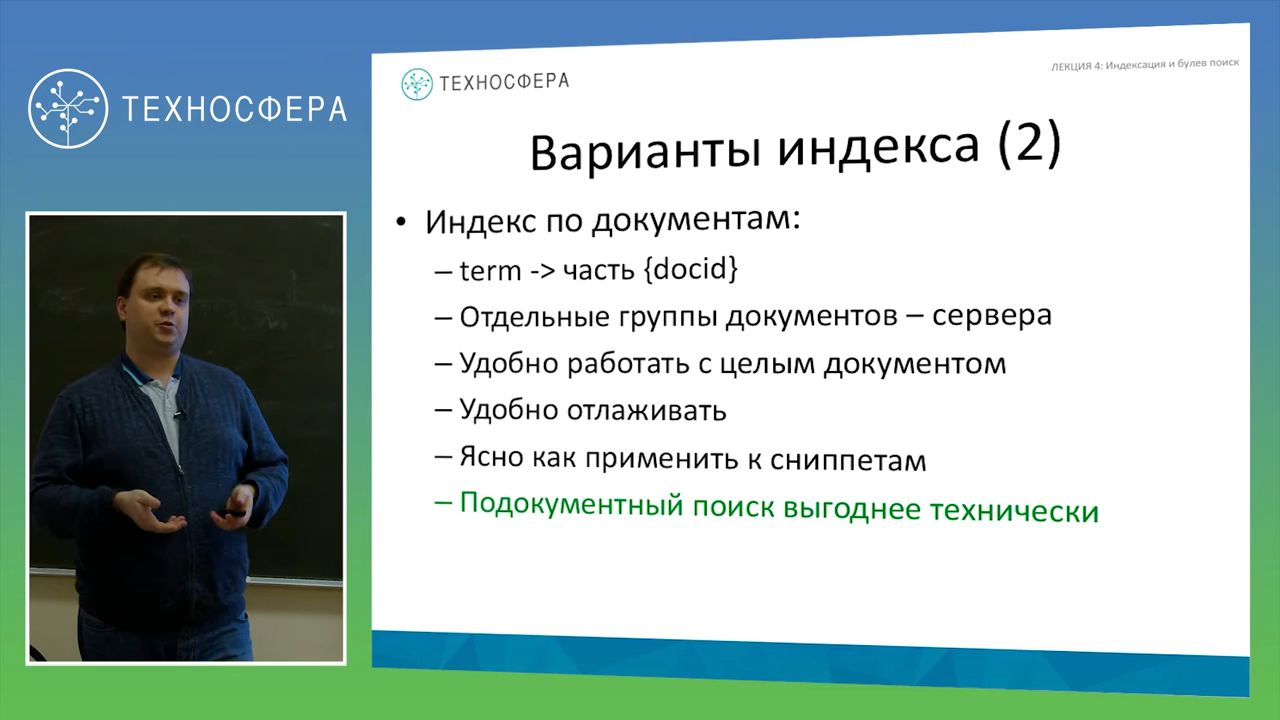 ТЕХНОСФЕРА
ТЕХНОСФЕРА
ЛЕКЦИЯ 4: Индексация и булев поиск
Варианты индекса (2)
• Индекс по документам:
– term -> часть {docid}
– Отдельные группы документов – сервера
– Удобно работать с целым документом
– Удобно отлаживать
– Ясно как применить к сниппетам
– Подокументный поиск выгоднее технически